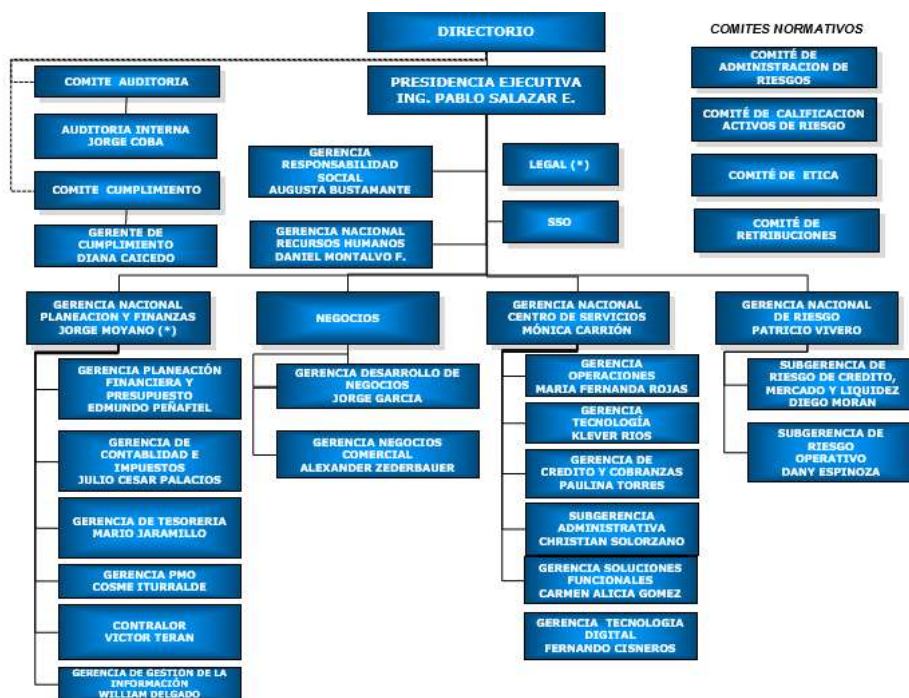 DIRECTORIO
COMITES NORMATIVOS
PRESIDENCIA EJECUTIVA
ING. PABLO SALAZAR E.
COMITE AUDITORIA
AUDITORIA INTERNA
JORGE COBA
COMITE CUMPLIMIENTO
GERENTE DE
CUMPLIMIENTO
DIANA CAICEDO
GERENCIA
RESPONSABILIDAD
SOCIAL
AUGUSTA BUSTAMANTE
GERENCIA NACIONAL
RECURSOS HUMANOS
DANIEL MONTALVO F.
LEGAL (*)
SSO
COMITÉ DE
ADMINISTRACION DE
RIESGOS
COMITÉ DE CALIFICACION
ACTIVOS DE RIESGO
COMITÉ DE ETICA
COMITÉ DE
RETRIBUCIONES
GERENCIA NACIONAL
PLANEACION Y FINANZAS
JORGE MOYANO (*)
GERENCIA PLANEACIÓN
FINANCIERA Y
PRESUPUESTO
EDMUNDO PEÑAFIEL
GERENCIA DE
CONTABLIDAD E
IMPUESTOS
JULIO CESAR PALACIOS
GERENCIA DE TESORERIA
MARIO JARAMILLO
GERENCIA PMO
COSME ITURRALDE
CONTRALOR
VICTOR TERAN
GERENCIA DE GESTION DE LA
INFORMACIÓN
WILLIAM DELGADO
NEGOCIOS
GERENCIA DESARROLLO DE
NEGOCIOS
JORGE GARCIA
GERENCIA NEGOCIOS
COMERCIAL
ALEXANDER ZEDERBAUER
GERENCIA NACIONAL
CENTRO DE SERVICIOS
MÓNICA CARRIÓN
GERENCIA
OPERACIONES
MARIA FERNANDA ROJAS
GERENCIA
TECNOLOGÍA
KLEVER RIOS
GERENCIA DE
CREDITO Y COBRANZAS
PAULINA TORRES
SUBGERENCIA
ADMINISTRATIVA
CHRISTIAN SOLORZANO
GERENCIA SOLUCIONES
FUNCIONALES
CARMEN ALICIA GOMEZ
GERENCIA TECNOLOGIA
DIGITAL
FERNANDO CISNEROS
GERENCIA NACIONAL
DE RIESGO
PATRICIO VIVERO
SUBGERENCIA DE
RIESGO DE CREDITO,
MERCADO Y LIQUIDEZ
DIEGO MORAN
SUBGERENCIA DE
RIESGO
OPERATIVO
DANY ESPINOZA